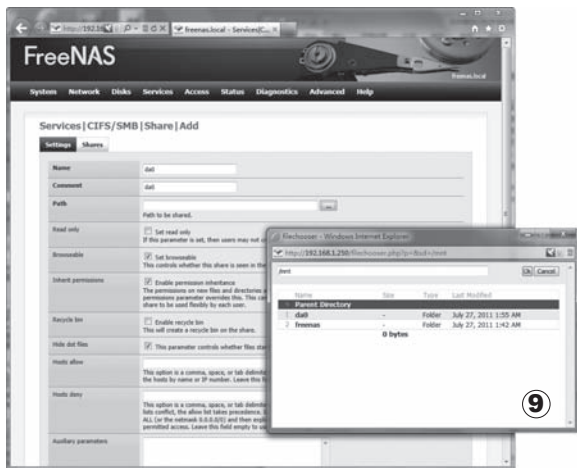 http://192.16
freenas.local - Services|C...
FreeNAS
freenas.local
System Network Disks Services Access Status Diagnostics Advanced Help
Services|CIFS/SMB|Share|Add
Settings Shares
Name da0
Comment da0
Path ...
Path to be shared.
Read only Set read only
If this parameter is set, then users may not
Browseable Set browseable
This controls whether this share is seen in the
Inherit permissions Enable permission inheritance
The permissions on new files and directories
permissions parameter overrides this. This can
share to be used flexibly by each user.
Recycle bin Enable recycle bin
This will create a recycle bin on the share.
Hide dot files This parameter controls whether files star
Hosts allow
This option is a comma, space, or tab delimite
the hosts by name or IP number. Leave this fi
Hosts deny
This option is a comma, space, or tab delimite
lists conflict, the allow list takes precedence.
ALL (or the netmask 0.0.0.0/0) and then expl
permitted access. Leave this field empty to us
Auxiliary parameters
filechooser - Windows Internet Explorer
http://192.168.1.250/filechooser.php?p=&sd=/mnt
/mnt Ok Cancel
Name Size Type Last Modified
Parent Directory
1 da0 - Folder July 27, 2011 1:55 AM
2 freenas - Folder July 27, 2011 1:42 AM
0 bytes
9